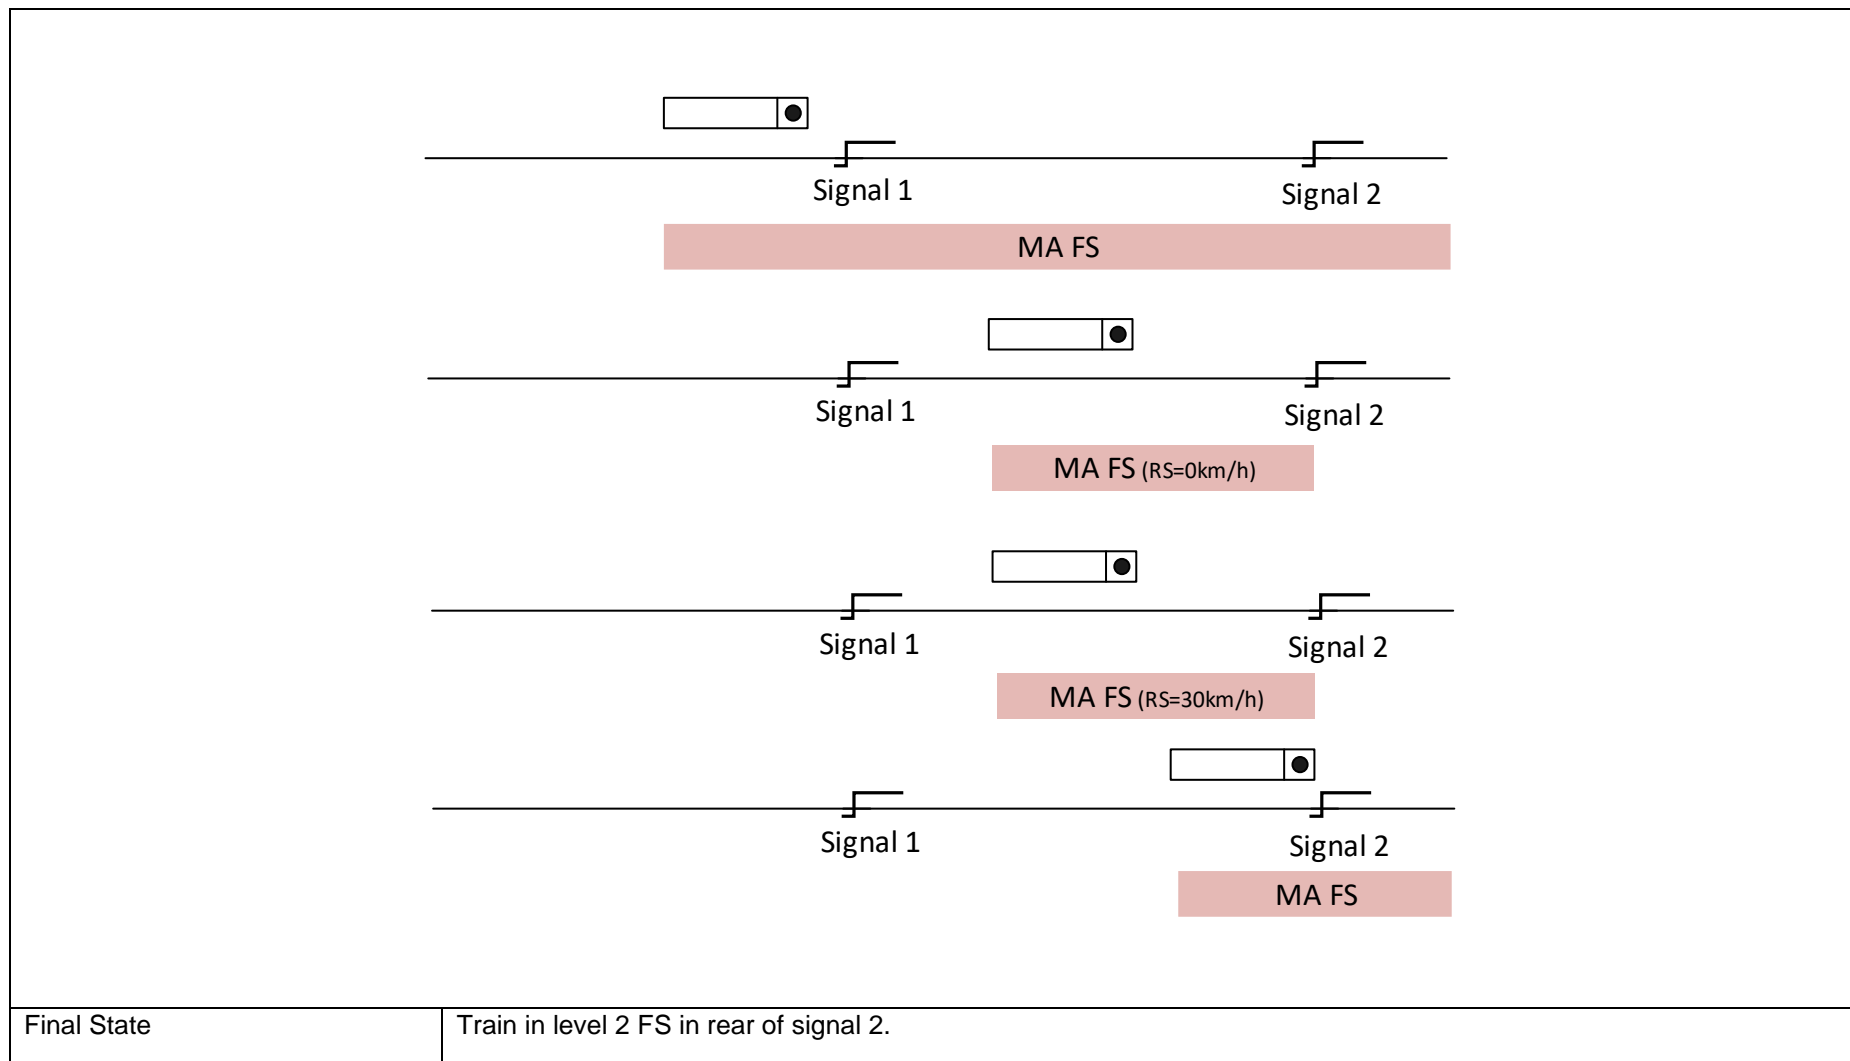 Signal 1
Signal 2
MA FS
Signal 1
Signal 2
MA FS (RS=0km/h)
Signal 1
Signal 2
MA FS (RS=30km/h)
Signal 1
Signal 2
MA FS
Final State
Train in level 2 FS in rear of signal 2.